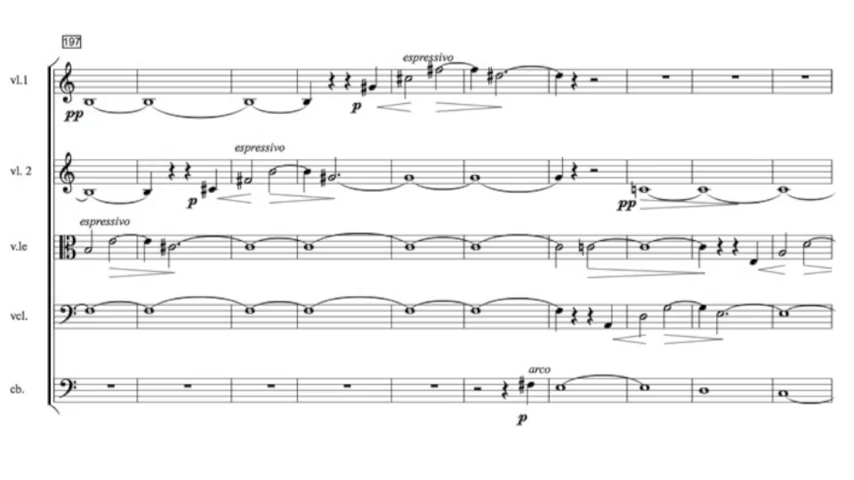 197
espressivo
vl.1
pp
p
espressivo
vl. 2
p
pp
espressivo
v.le
vcl.
arco
cb.
p